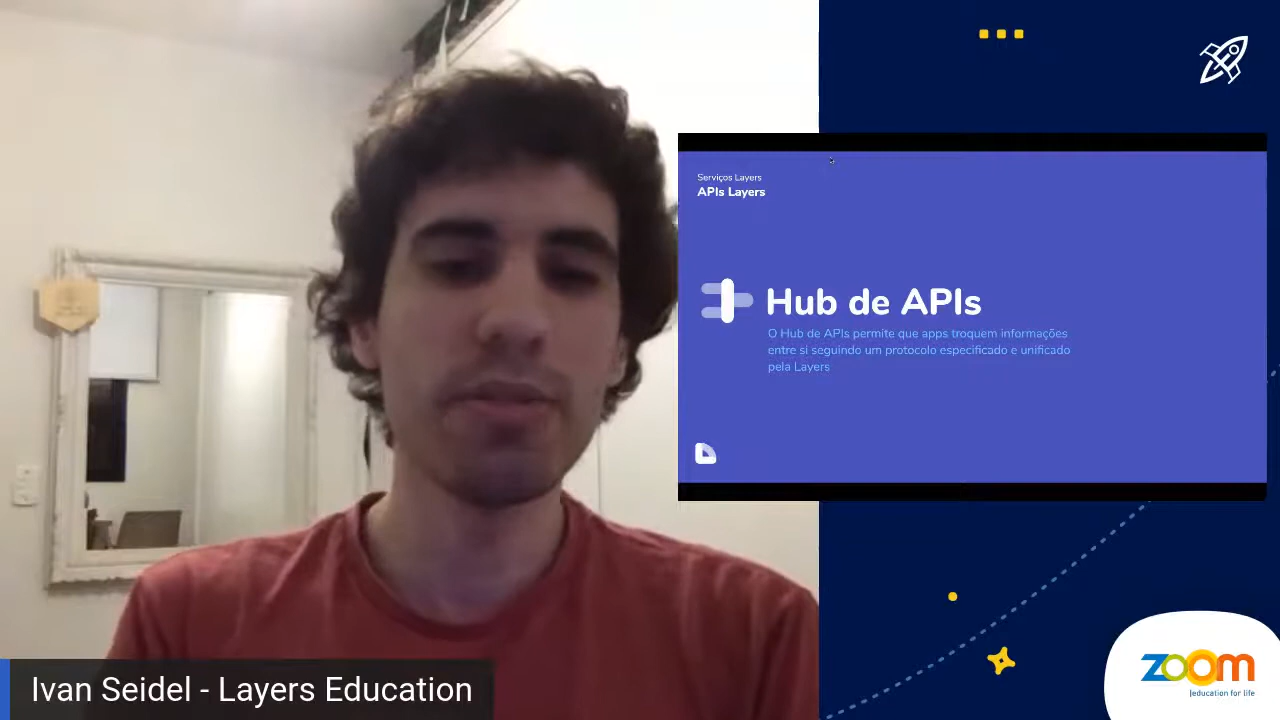 Serviços Layers
APIs Layers
Hub de APIs
O Hub de APIs permite que apps troquem informações
entre si seguindo um protocolo especificado e unificado
pela Layers
Ivan Seidel - Layers Education
zoom
education for life